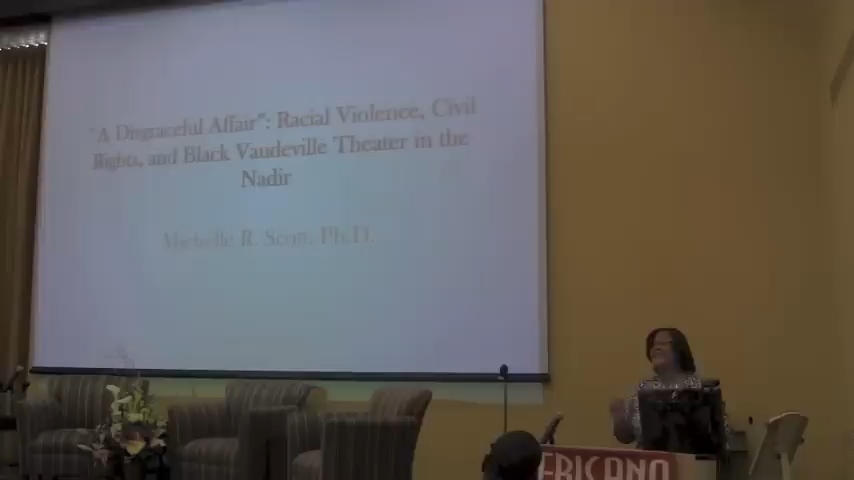 "A Disgraceful Affair": Racial Violence, Civil
Rights, and Black Vaudeville Theater in the
Nadir
Michelle R. Scott, Ph.D.
ERICANO